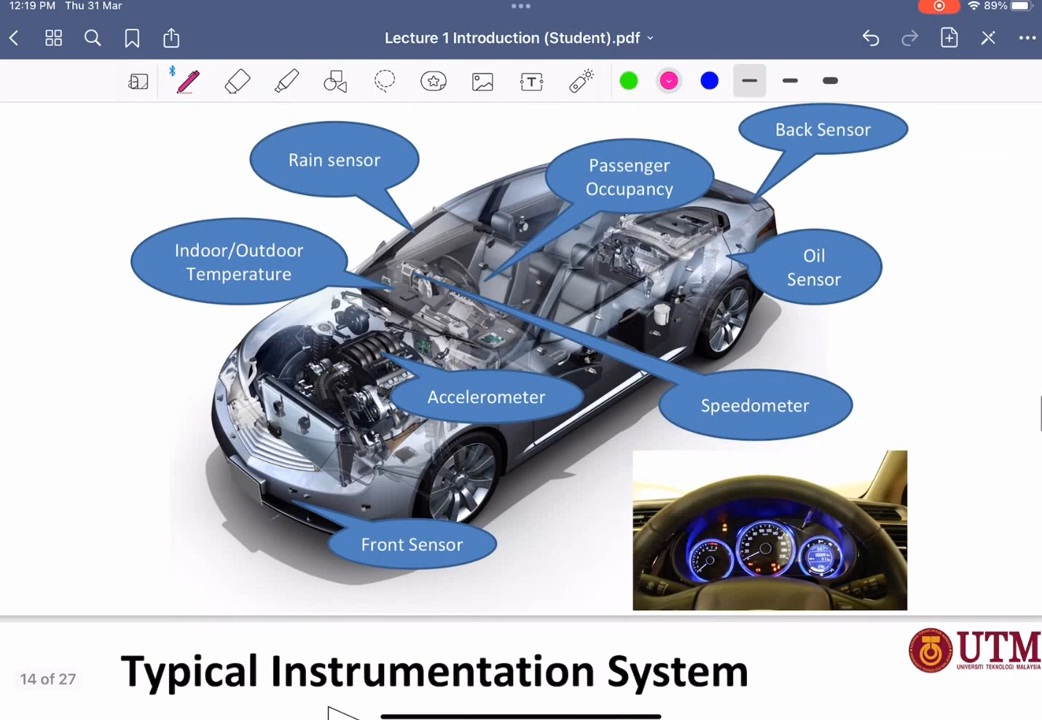 12:19 PM Thu 31 Mar
89%
Lecture 1 Introduction (Student).pdf
Back Sensor
Rain sensor
Passenger
Occupancy
Indoor/Outdoor
Temperature
Oil
Sensor
Accelerometer
Speedometer
Front Sensor
14 of 27
Typical Instrumentation System
UTM
UNIVERSITI TEKNOLOGI MALAYSIA